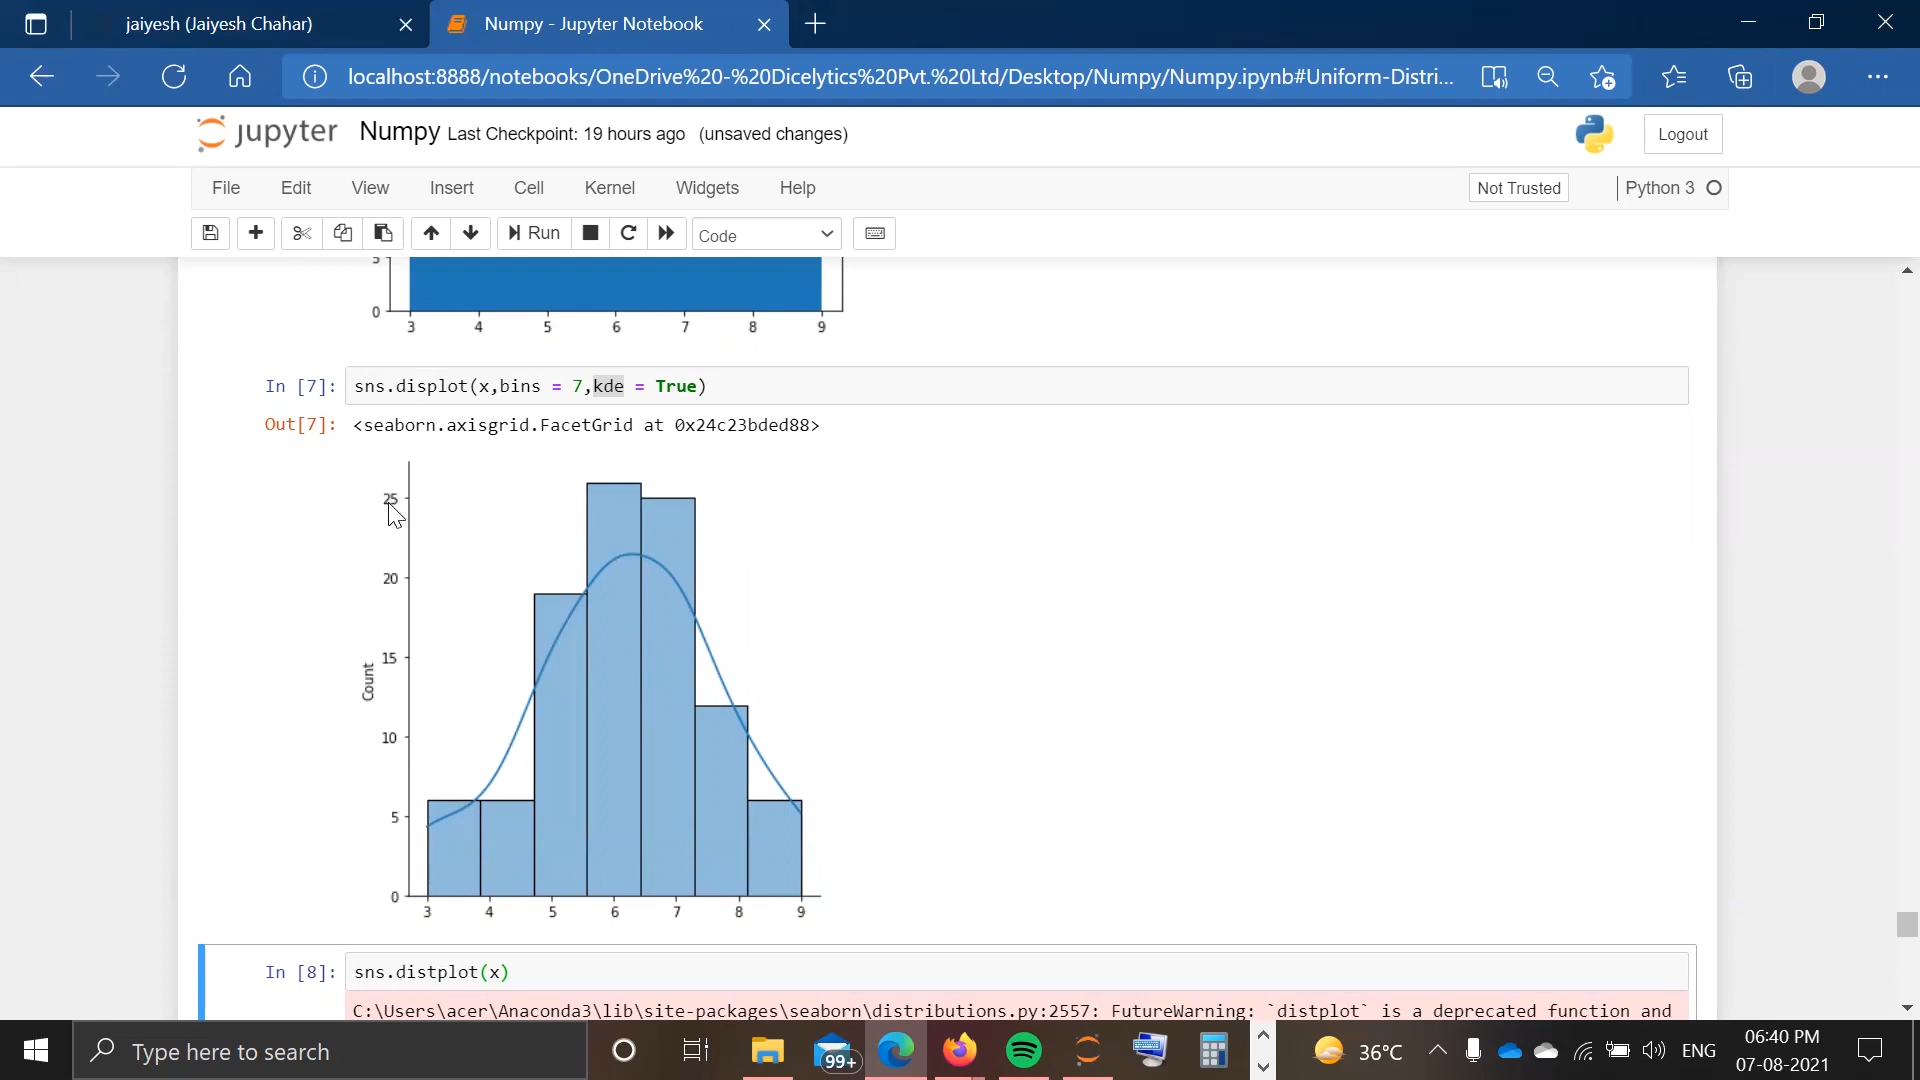 jaiyesh (Jaiyesh Chahar)
Numpy - Jupyter Notebook
localhost:8888/notebooks/OneDrive%20-%20Dicelytics%20Pvt.%20Ltd/Desktop/Numpy/Numpy.ipynb#Uniform-Distri...
jupyter Numpy Last Checkpoint: 19 hours ago (unsaved changes)
Logout
File Edit View Insert Cell Kernel Widgets Help
Not Trusted
Python 3
Run
Code
5
0
3 4 5 6 7 8 9
In [7]: sns.displot(x,bins = 7,kde = True)
Out[7]: <seaborn.axisgrid.FacetGrid at 0x24c23bded88>
25
20
15
Count
10
5
0
3 4 5 6 7 8 9
In [8]: sns.distplot(x)
C:\Users\acer\Anaconda3\lib\site-packages\seaborn\distributions.py:2557: FutureWarning: `distplot` is a deprecated function and
Type here to search
99+
36°C
ENG
06:40 PM
07-08-2021